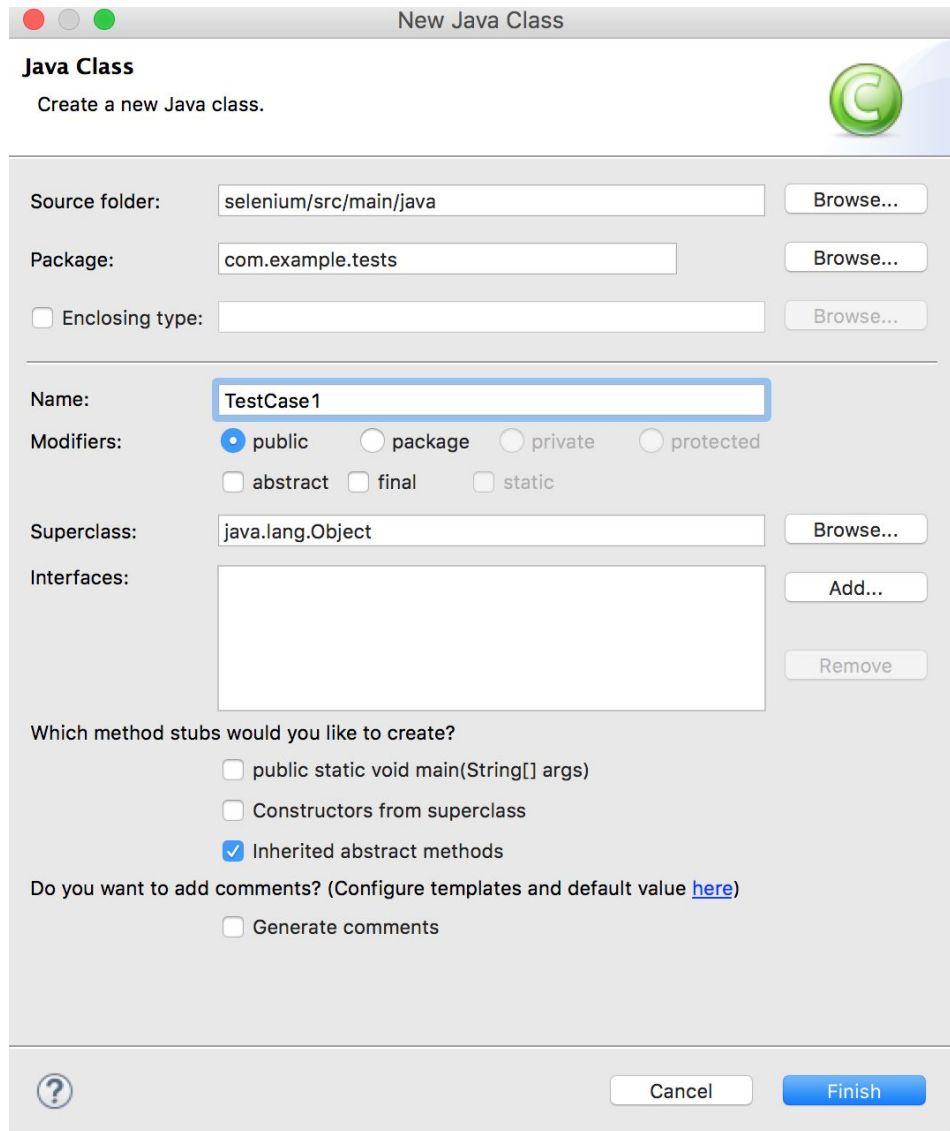 New Java Class
Java Class
Create a new Java class.
C
Source folder: selenium/src/main/java Browse...
Package: com.example.tests Browse...
Enclosing type: Browse...
Name: TestCase1
Modifiers: public package private protected
abstract final static
Superclass: java.lang.Object Browse...
Interfaces: Add...
Remove
Which method stubs would you like to create?
public static void main(String[] args)
Constructors from superclass
Inherited abstract methods
Do you want to add comments? (Configure templates and default value here)
Generate comments
? Cancel Finish